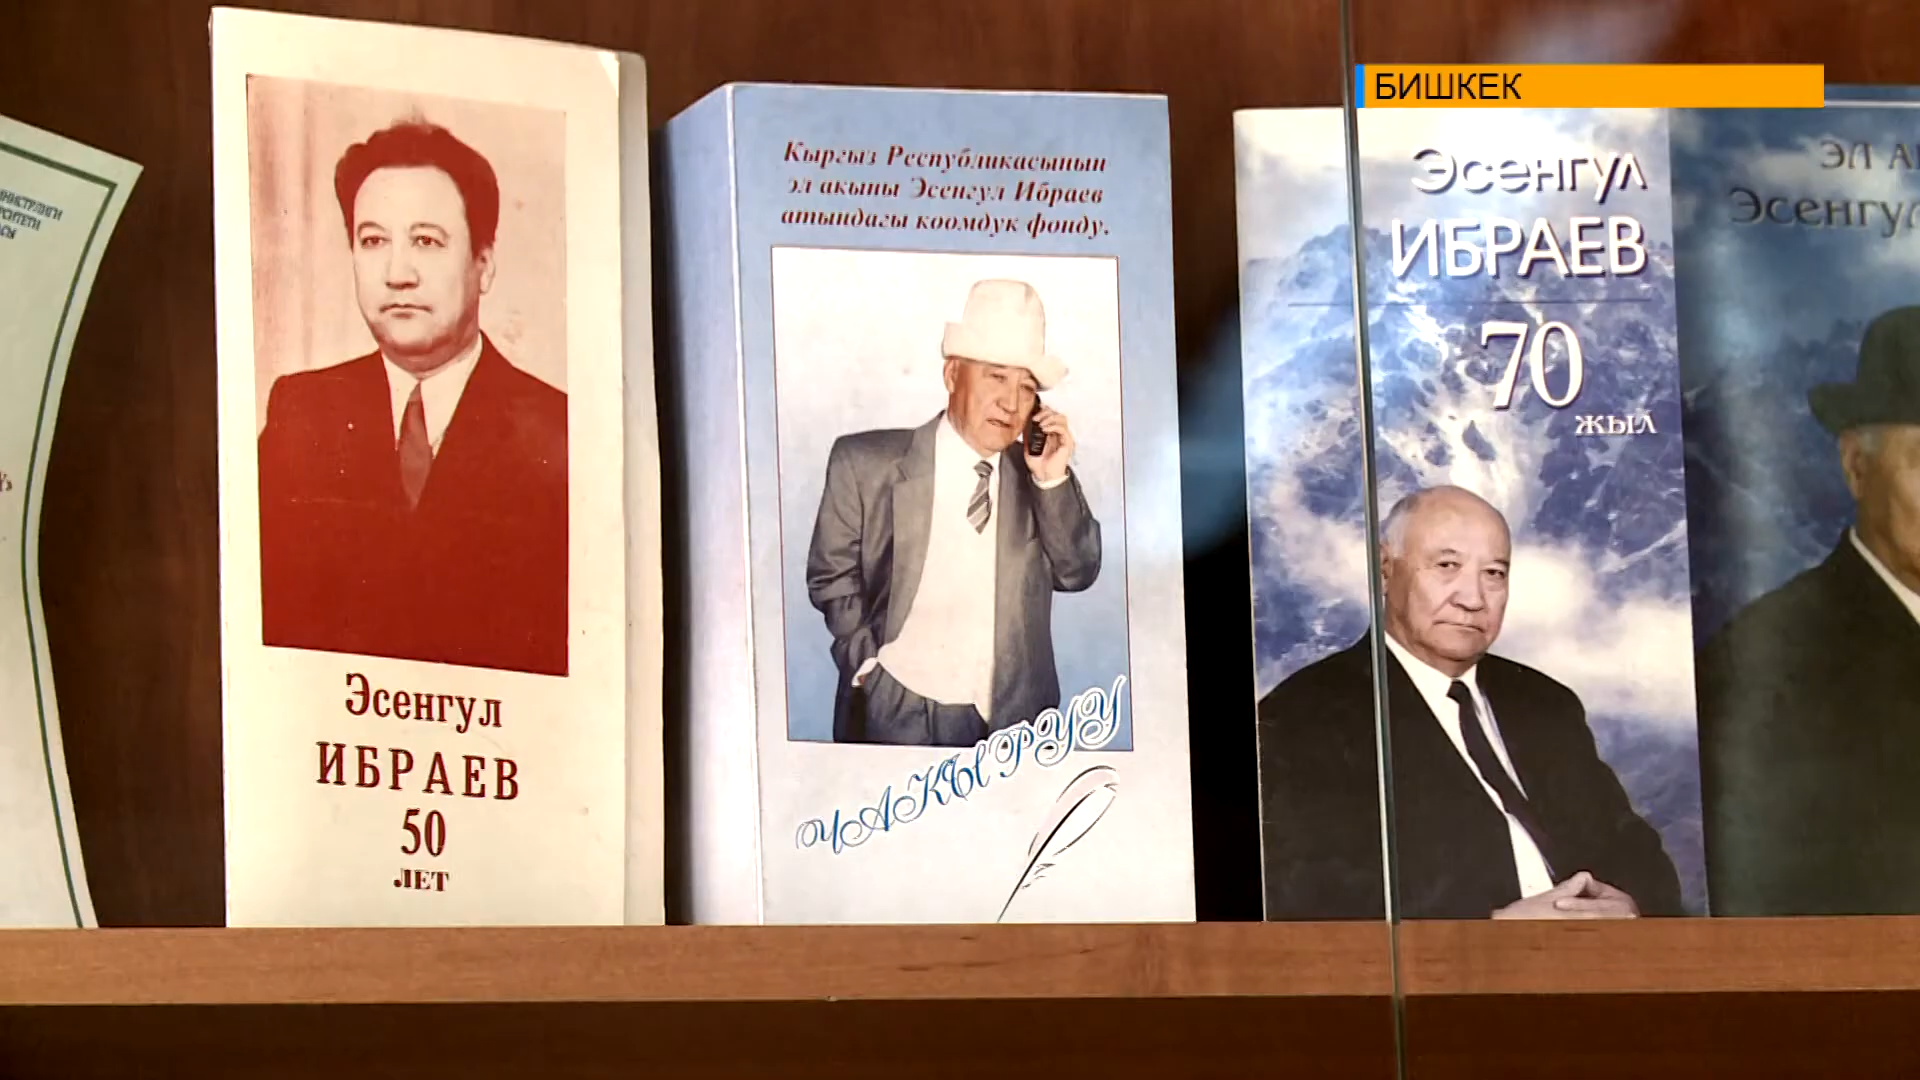 БИШКЕК
Эсенгул
ИБРАЕВ
50
ЛЕТ
Кыргыз Республикасынын
эл акыны Эсенгул Ибраев
атындагы коомдук фонду.
ЧАКЫРУУ
Эсенгул
ИБРАЕВ
70
жыл
ЭЛ
Эсенгул